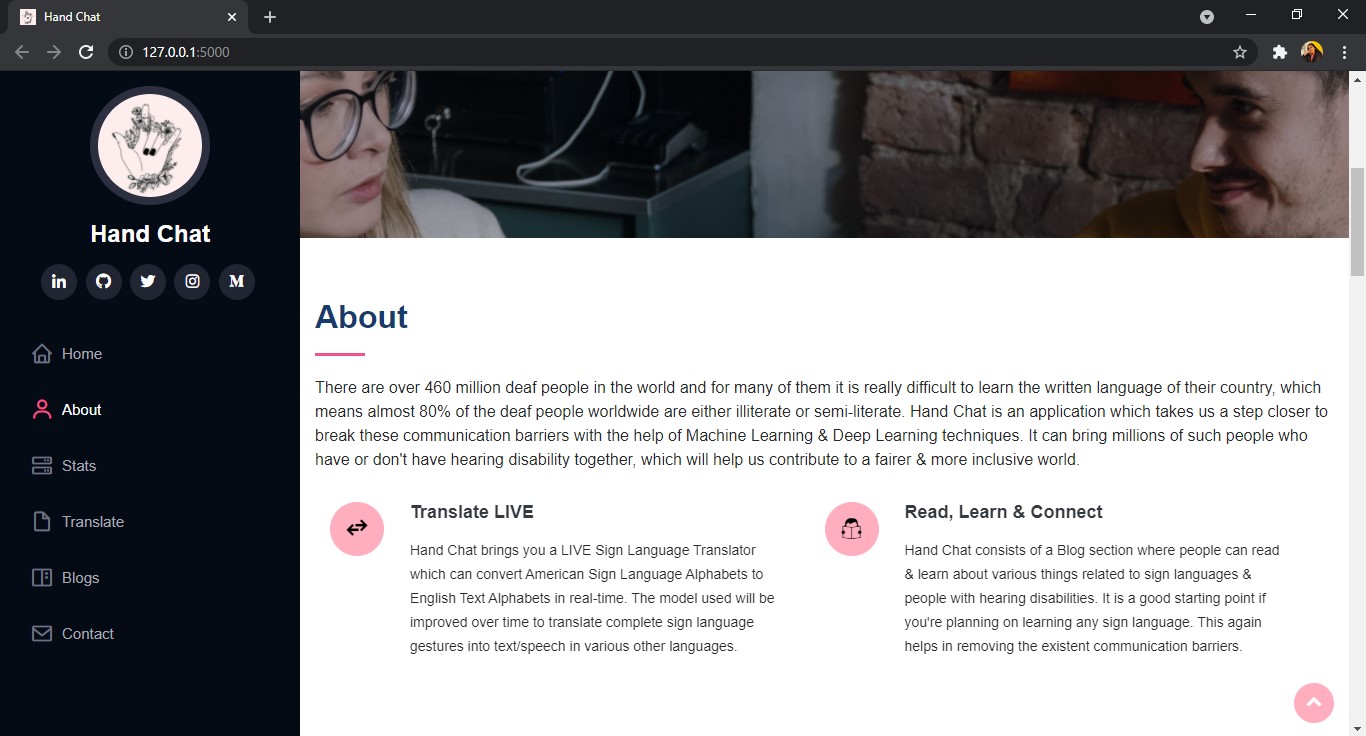 Hand Chat
127.0.0.1:5000
Hand Chat
in
M
Home
About
Stats
Translate
Blogs
Contact
About
There are over 460 million deaf people in the world and for many of them it is really difficult to learn the written language of their country, which
means almost 80% of the deaf people worldwide are either illiterate or semi-literate. Hand Chat is an application which takes us a step closer to
break these communication barriers with the help of Machine Learning & Deep Learning techniques. It can bring millions of such people who
have or don't have hearing disability together, which will help us contribute to a fairer & more inclusive world.
Translate LIVE
Hand Chat brings you a LIVE Sign Language Translator
which can convert American Sign Language Alphabets to
English Text Alphabets in real-time. The model used will be
improved over time to translate complete sign language
gestures into text/speech in various other languages.
Read, Learn & Connect
Hand Chat consists of a Blog section where people can read
& learn about various things related to sign languages &
people with hearing disabilities. It is a good starting point if
you're planning on learning any sign language. This again
helps in removing the existent communication barriers.